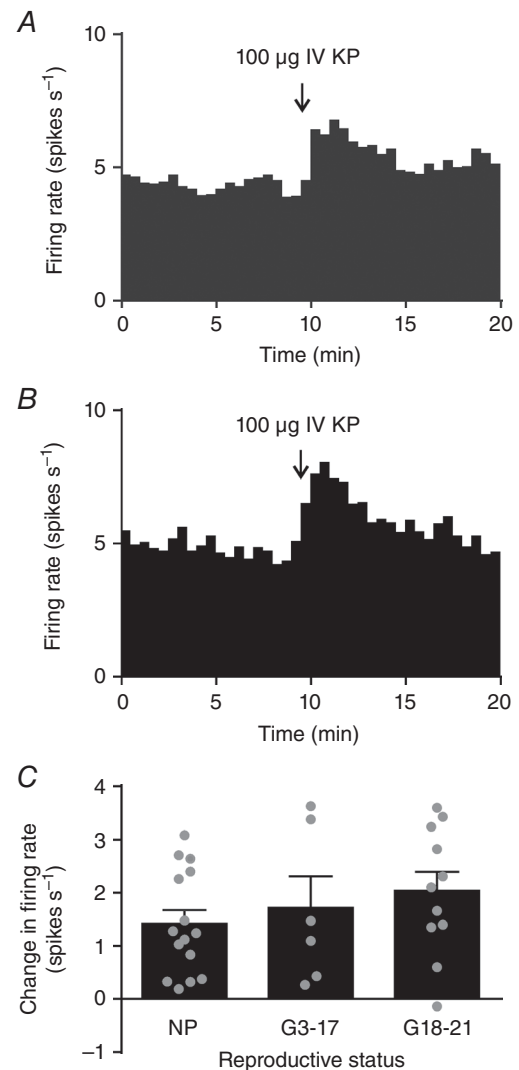 A
10
100 µg IV KP
5
Firing rate (spikes s⁻¹)
0
0 5 10 15 20
Time (min)
B
10
100 µg IV KP
5
Firing rate (spikes s⁻¹)
0
0 5 10 15 20
Time (min)
C
4
3
2
1
0
–1
Change in firing rate
(spikes s⁻¹)
NP G3-17 G18-21
Reproductive status